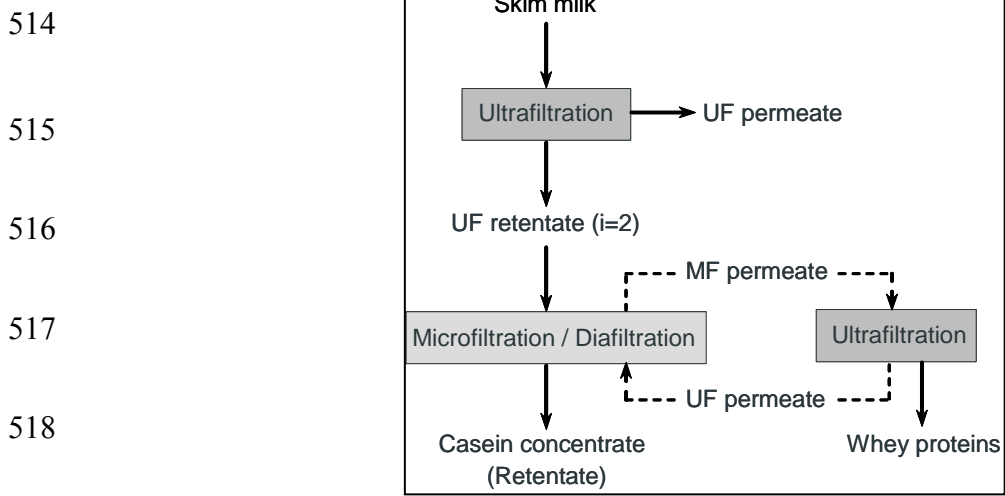 514
Skim milk
515
Ultrafiltration
UF permeate
516
UF retentate (i=2)
MF permeate
517
Microfiltration / Diafiltration
Ultrafiltration
UF permeate
518
Casein concentrate
(Retentate)
Whey proteins